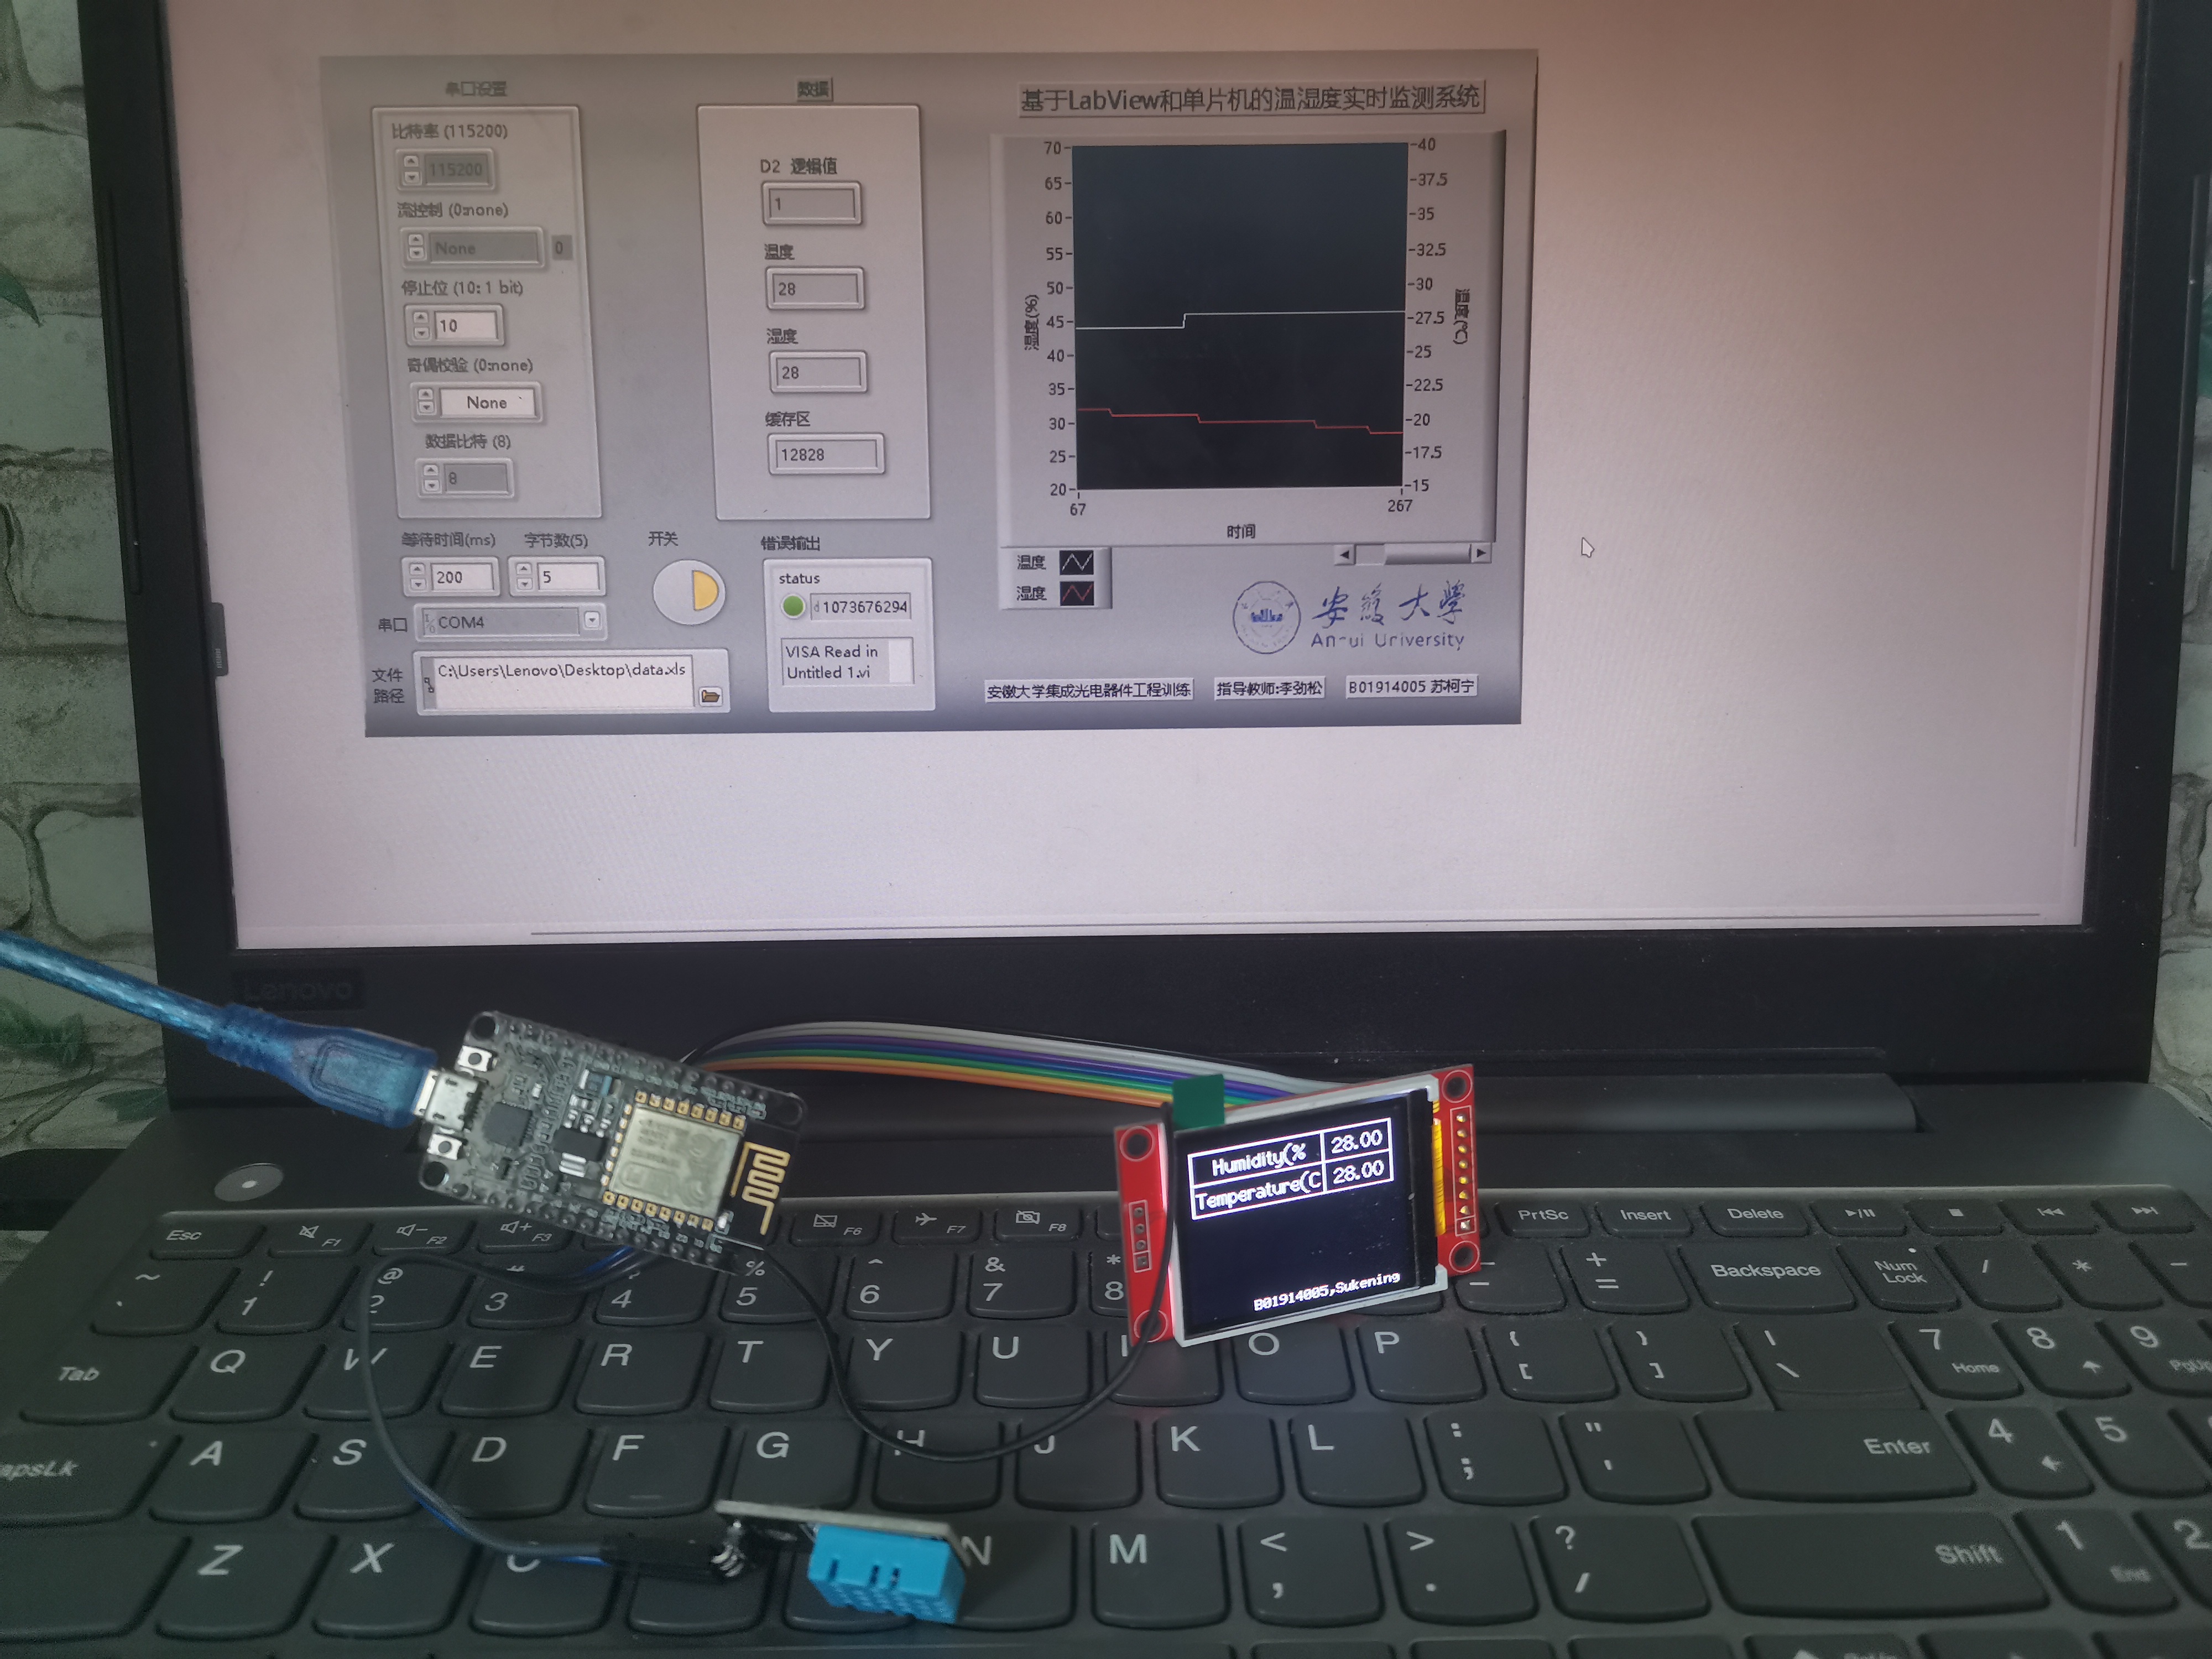 串口设置
比特率 (115200)
115200
流控制 (0:none)
None
0
停止位 (10: 1 bit)
10
奇偶校验 (0:none)
None
数据比特 (8)
8
等待时间(ms)
字节数(5)
200
5
串口
COM4
文件
路径
C:\Users\Lenovo\Desktop\data.xls
开关
数据
D2 逻辑值
1
温度
28
湿度
28
缓存区
12828
错误输出
status
d 1073676294
VISA Read in
Untitled 1.vi
基于LabView和单片机的温湿度实时监测系统
70
65
60
55
50
45
40
35
30
25
20
湿度(%)
40
37.5
35
32.5
30
27.5
25
22.5
20
17.5
15
温度(℃)
67
267
时间
温度
湿度
安徽大學
An-ui University
安徽大学集成光电器件工程训练
指导教师:李劲松
B01914005 苏柯宁
Lenovo
Humidity(% 28.00
Temperature(C 28.00
B01914005,Sukening
Esc F1 F2 F3 F6 F7 F8 PrtSc Insert Delete
~ ! 1 @ 2 # 3 4 % 5 ^ 6 & 7 * 8 _ + = Backspace Num Lock / * -
Tab Q W E R T Y U I O P { [ } ] | \ 7 Home 8 9
apsLk A S D F G H J K L : ; " ' Enter 4 5
Z X C N M < , > . ? / Shift 1 End 2